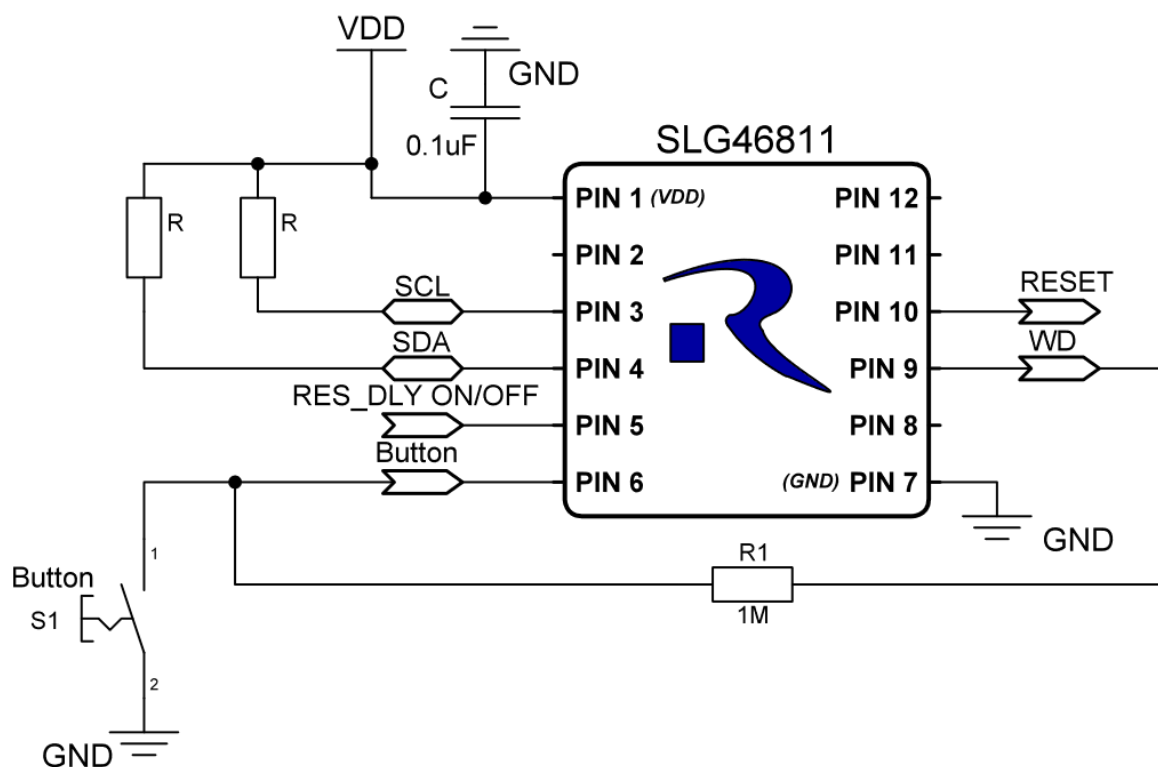 VDD
GND
C
0.1uF
SLG46811
R
R
PIN 1 (VDD)
PIN 12
PIN 2
PIN 11
SCL
PIN 3
PIN 10
RESET
SDA
PIN 4
PIN 9
WD
RES_DLY ON/OFF
PIN 5
PIN 8
Button
PIN 6
(GND) PIN 7
GND
R1
1M
1
Button
S1
2
GND